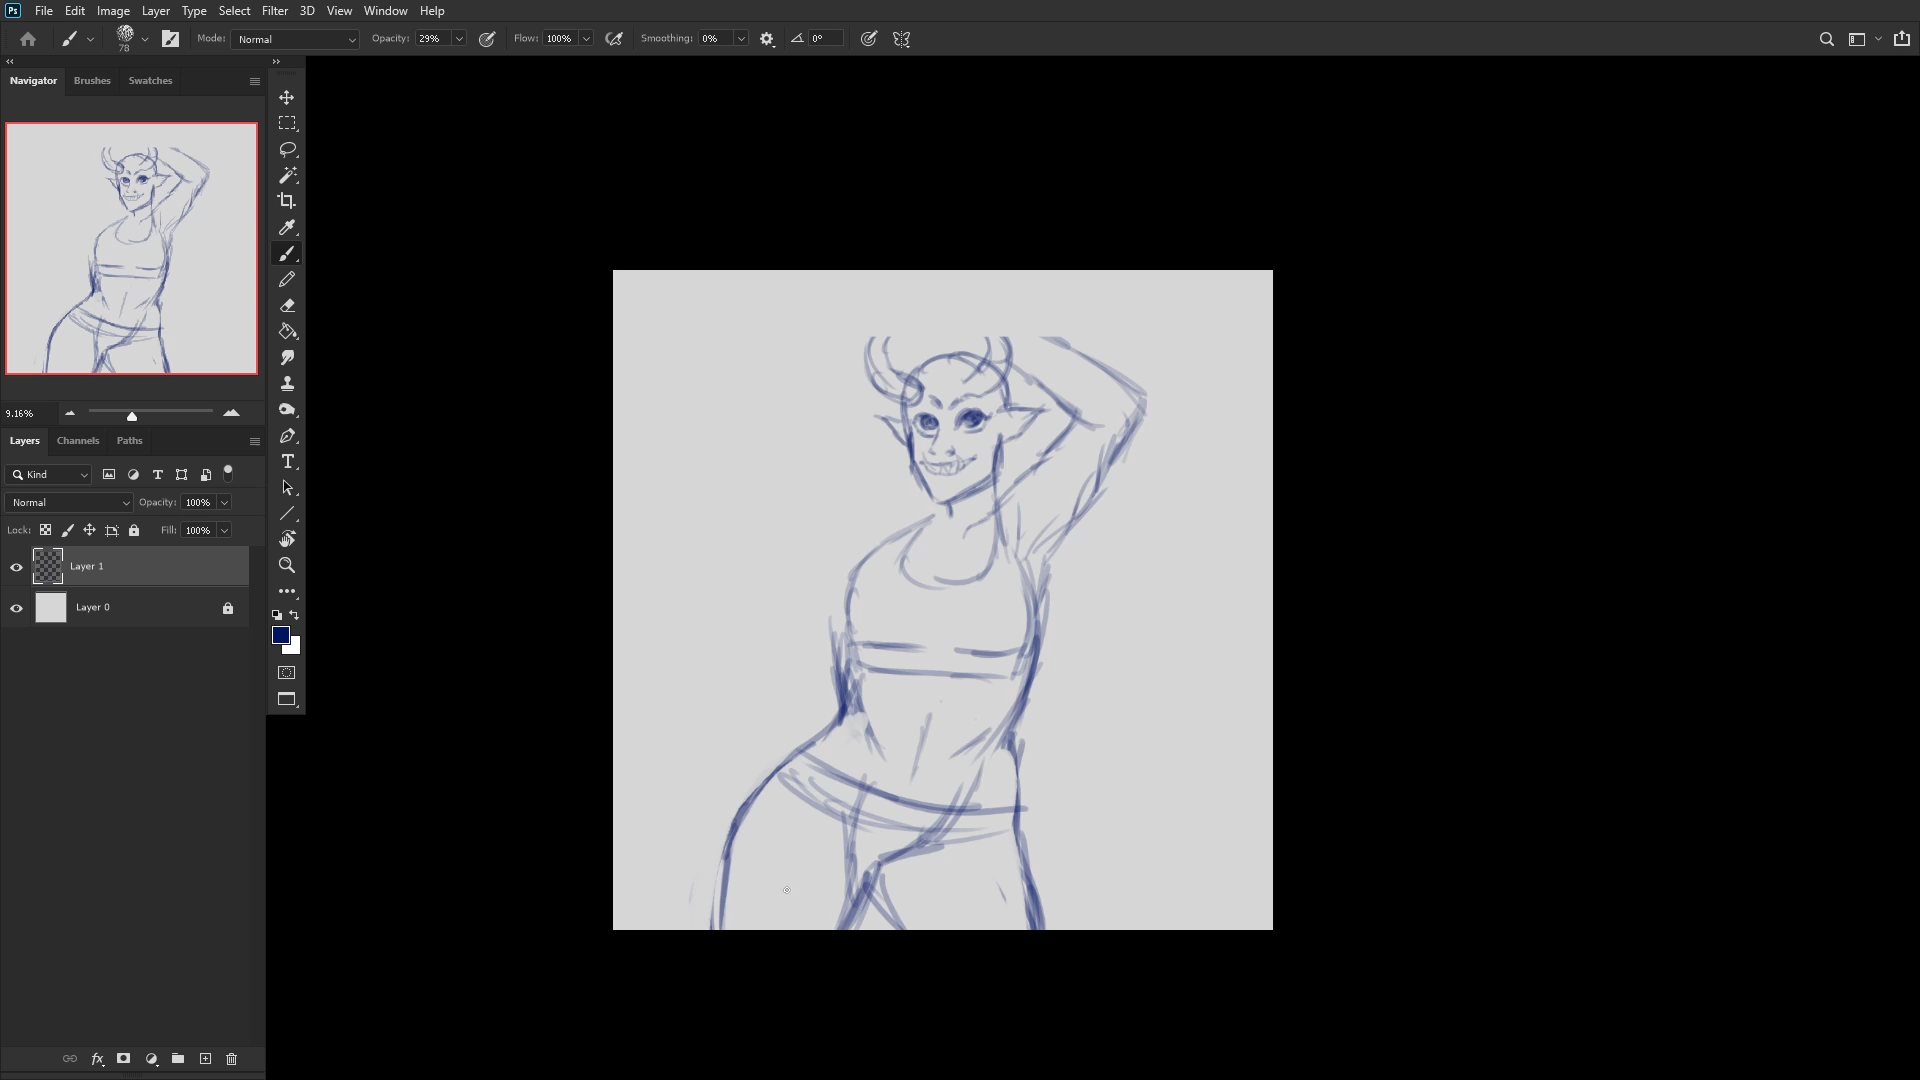 Ps File Edit Image Layer Type Select Filter 3D View Window Help
78 Mode: Normal Opacity: 29% Flow: 100% Smoothing: 0% 0°
Navigator Brushes Swatches
9.16%
Layers Channels Paths
Kind
Normal Opacity: 100%
Lock: Fill: 100%
Layer 1
Layer 0
fx